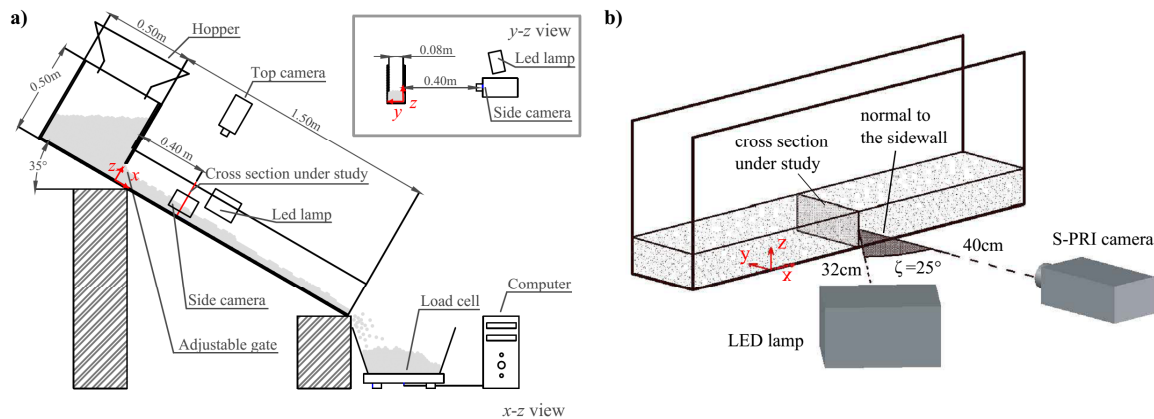 a)
0.50m
Hopper
0.50m
Top camera
1.50m
0.40 m
35°
z
x
Cross section under study
Led lamp
Side camera
Adjustable gate
Load cell
Computer
x-z view
y-z view
0.08m
Led lamp
0.40m
Side camera
y
z
b)
cross section
under study
normal to
the sidewall
S-PRI camera
40cm
ζ=25°
32cm
z
y
x
LED lamp